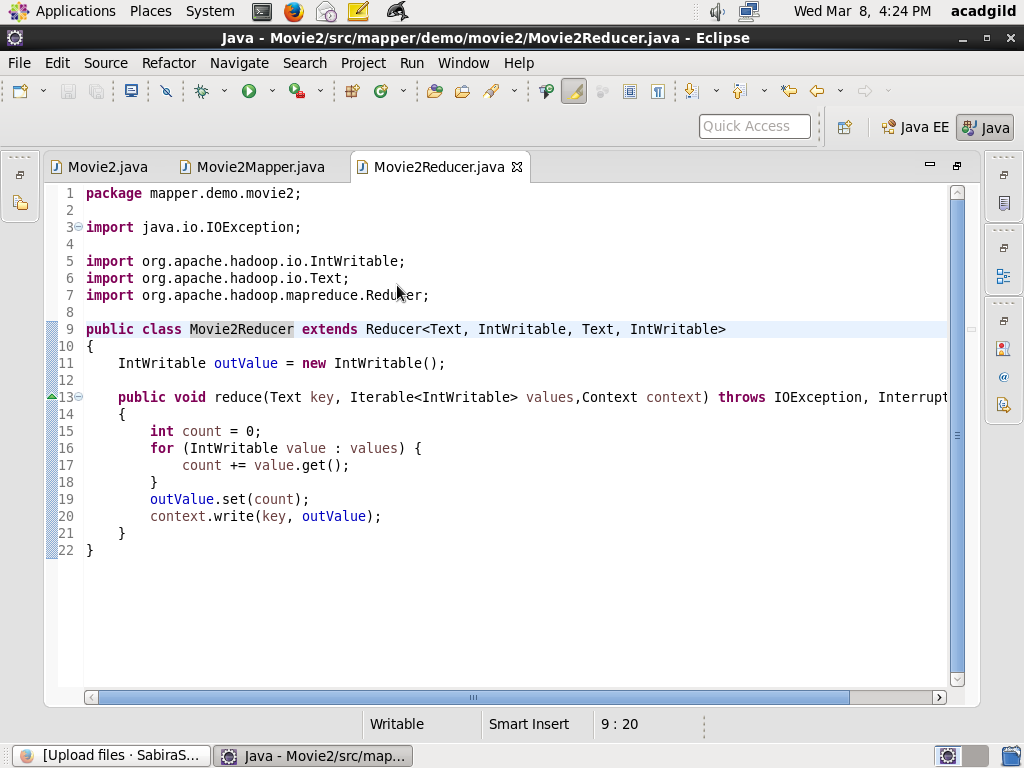 Applications Places System Wed Mar 8, 4:24 PM acadgild
Java - Movie2/src/mapper/demo/movie2/Movie2Reducer.java - Eclipse
File Edit Source Refactor Navigate Search Project Run Window Help
Quick Access Java EE Java
Movie2.java Movie2Mapper.java Movie2Reducer.java
1 package mapper.demo.movie2;
2
3 import java.io.IOException;
4
5 import org.apache.hadoop.io.IntWritable;
6 import org.apache.hadoop.io.Text;
7 import org.apache.hadoop.mapreduce.Reducer;
8
9 public class Movie2Reducer extends Reducer<Text, IntWritable, Text, IntWritable>
10 {
11 IntWritable outValue = new IntWritable();
12
13 public void reduce(Text key, Iterable<IntWritable> values,Context context) throws IOException, Interrupt
14 {
15 int count = 0;
16 for (IntWritable value : values) {
17 count += value.get();
18 }
19 outValue.set(count);
20 context.write(key, outValue);
21 }
22 }
Writable Smart Insert 9 : 20
[Upload files · SabiraS... Java - Movie2/src/map...